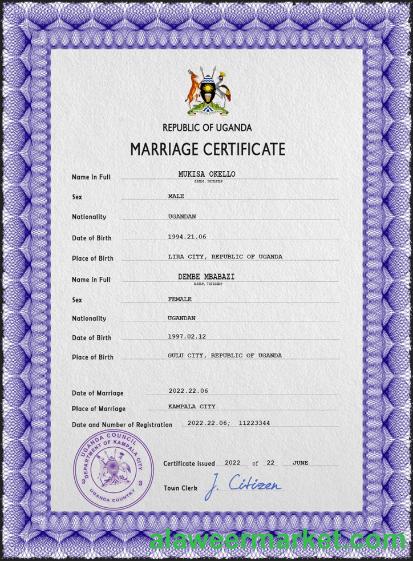 REPUBLIC OF UGANDA
MARRIAGE CERTIFICATE
Name in Full MUKISA OKELLO
Sex MALE
Nationality UGANDAN
Date of Birth 1994.21.06
Place of Birth LIRA CITY, REPUBLIC OF UGANDA
Name in Full DEMBE MBABAZI
Sex FEMALE
Nationality UGANDAN
Date of Birth 1997.02.12
Place of Birth GULU CITY, REPUBLIC OF UGANDA
Date of Marriage 2022.22.06
Place of Marriage KAMPALA CITY
Date and Number of Registration 2022.22.06; 11223344
UGANDA COUNCIL
DEPARTMENT OF KAMPALA CITY
UGANDA COUNTRY
3
Certificate issued 2022 of 22 JUNE
Town Clerk J. Citizen
alaweermarket.com